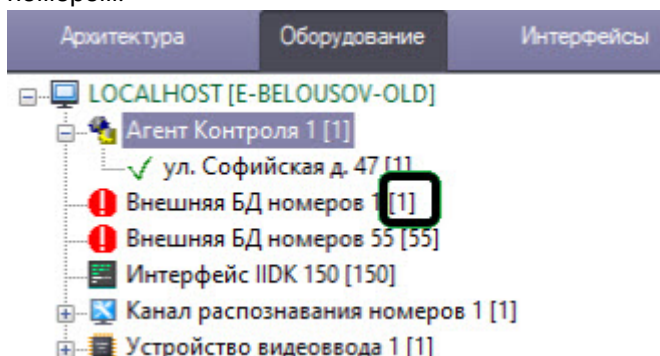 номером.
Архитектура Оборудование Интерфейсы
LOCALHOST [E-BELOUSOV-OLD]
Агент Контроля 1 [1]
ул. Софийская д. 47 [1]
Внешняя БД номеров 1 [1]
Внешняя БД номеров 55 [55]
Интерфейс IIDK 150 [150]
Канал распознавания номеров 1 [1]
Устройство видеоввода 1 [1]